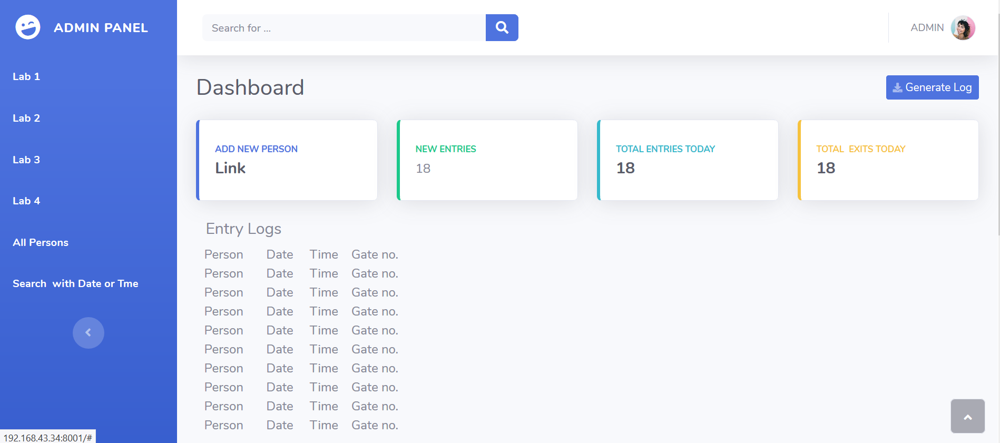 ADMIN PANEL
Lab 1
Lab 2
Lab 3
Lab 4
All Persons
Search  with Date or Tme
192.168.43.34:8001/#
Search for ...
ADMIN
Dashboard
Generate Log
ADD NEW PERSON
Link
NEW ENTRIES
18
TOTAL ENTRIES TODAY
18
TOTAL  EXITS TODAY
18
Entry Logs
Person Date Time Gate no.
Person Date Time Gate no.
Person Date Time Gate no.
Person Date Time Gate no.
Person Date Time Gate no.
Person Date Time Gate no.
Person Date Time Gate no.
Person Date Time Gate no.
Person Date Time Gate no.
Person Date Time Gate no.